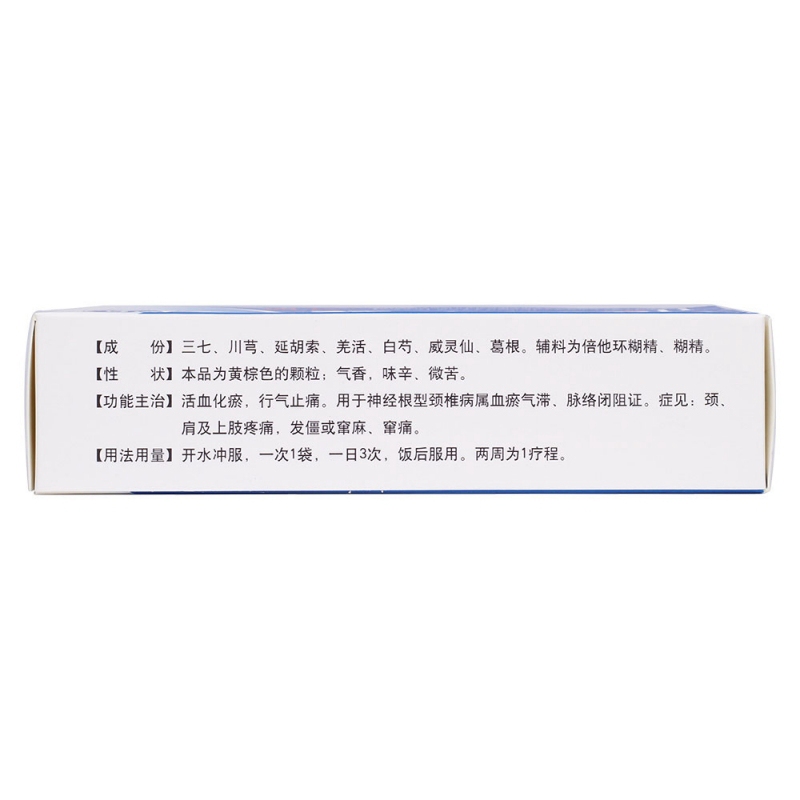 【成　份】三七、川芎、延胡索、羌活、白芍、威灵仙、葛根。辅料为倍他环糊精、糊精。
【性　状】本品为黄棕色的颗粒；气香，味辛、微苦。
【功能主治】活血化瘀，行气止痛。用于神经根型颈椎病属血瘀气滞、脉络闭阻证。症见：颈、
肩及上肢疼痛，发僵或窜麻、窜痛。
【用法用量】开水冲服，一次1袋，一日3次，饭后服用。两周为1疗程。